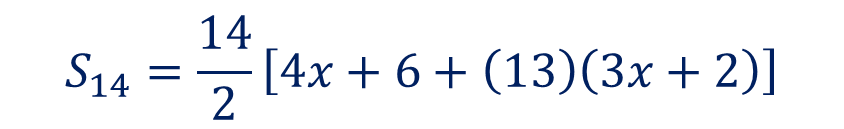 S₁₄ = 14/2 [4x + 6 + (13)(3x + 2)]